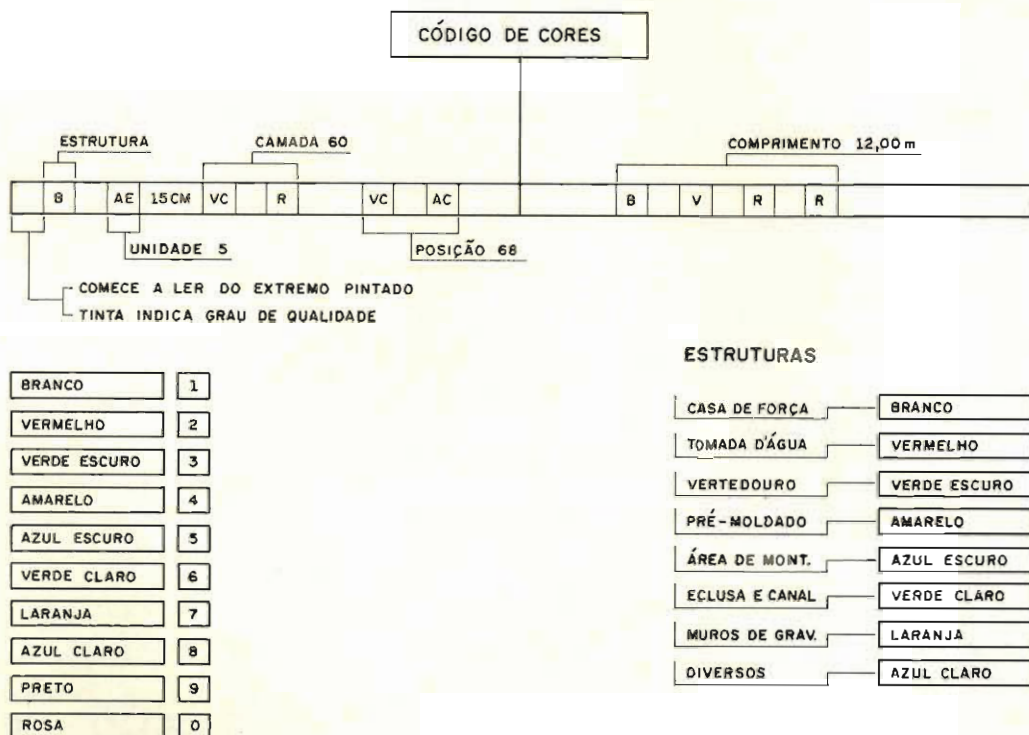 CÓDIGO DE CORES
ESTRUTURA
CAMADA 60
COMPRIMENTO 12,00 m
B AE 15CM VC R VC AC B V R R
UNIDADE 5
POSIÇÃO 68
COMECE A LER DO EXTREMO PINTADO
TINTA INDICA GRAU DE QUALIDADE
BRANCO 1
VERMELHO 2
VERDE ESCURO 3
AMARELO 4
AZUL ESCURO 5
VERDE CLARO 6
LARANJA 7
AZUL CLARO 8
PRETO 9
ROSA 0
ESTRUTURAS
CASA DE FORÇA BRANCO
TOMADA D'ÁGUA VERMELHO
VERTEDOURO VERDE ESCURO
PRÉ-MOLDADO AMARELO
ÁREA DE MONT. AZUL ESCURO
ECLUSA E CANAL VERDE CLARO
MUROS DE GRAV. LARANJA
DIVERSOS AZUL CLARO